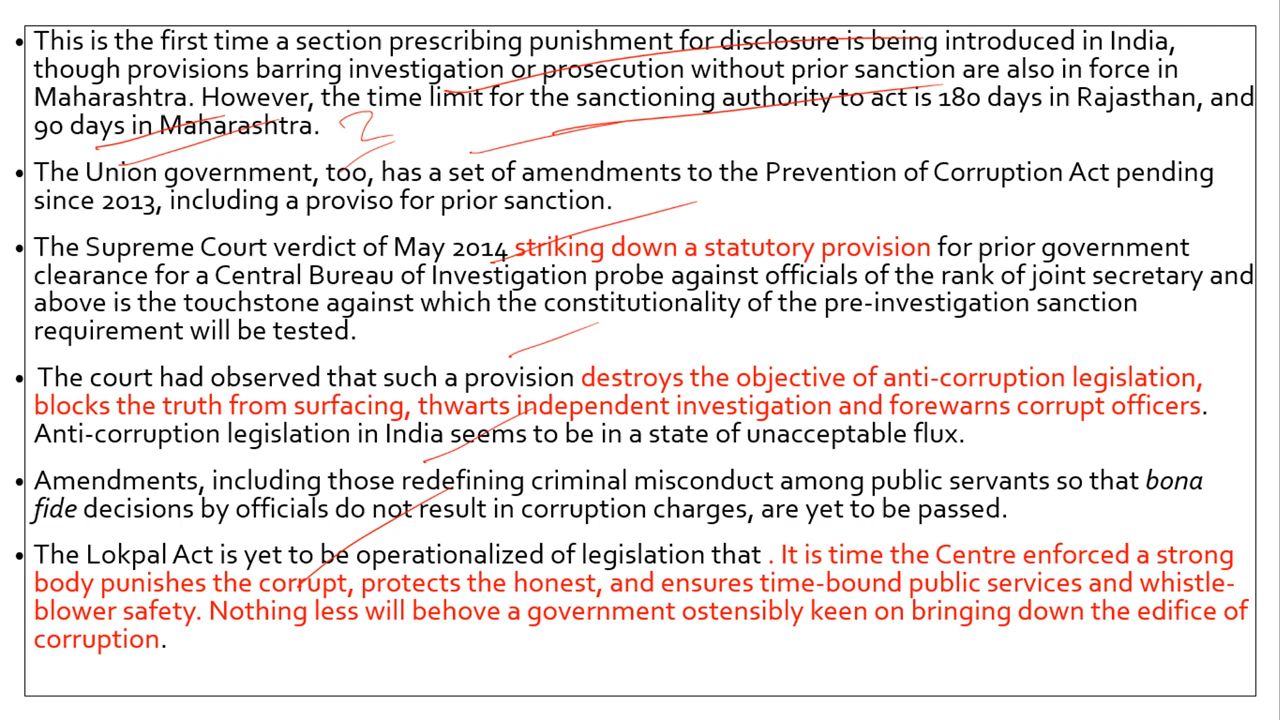 • This is the first time a section prescribing punishment for disclosure is being introduced in India,
though provisions barring investigation or prosecution without prior sanction are also in force in
Maharashtra. However, the time limit for the sanctioning authority to act is 180 days in Rajasthan, and
90 days in Maharashtra.
• The Union government, too, has a set of amendments to the Prevention of Corruption Act pending
since 2013, including a proviso for prior sanction.
• The Supreme Court verdict of May 2014 striking down a statutory provision for prior government
clearance for a Central Bureau of Investigation probe against officials of the rank of joint secretary and
above is the touchstone against which the constitutionality of the pre-investigation sanction
requirement will be tested.
• The court had observed that such a provision destroys the objective of anti-corruption legislation,
blocks the truth from surfacing, thwarts independent investigation and forewarns corrupt officers.
Anti-corruption legislation in India seems to be in a state of unacceptable flux.
• Amendments, including those redefining criminal misconduct among public servants so that bona
fide decisions by officials do not result in corruption charges, are yet to be passed.
• The Lokpal Act is yet to be operationalized of legislation that . It is time the Centre enforced a strong
body punishes the corrupt, protects the honest, and ensures time-bound public services and whistle-
blower safety. Nothing less will behove a government ostensibly keen on bringing down the edifice of
corruption.